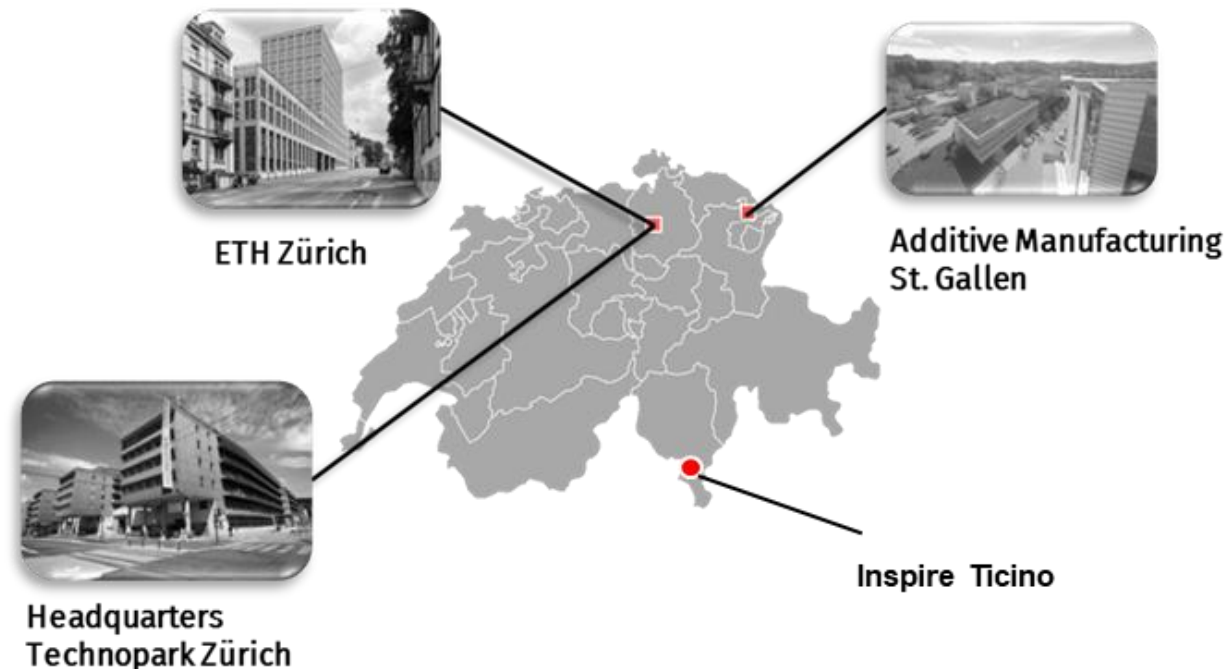 ETH Zürich
Additive Manufacturing
St. Gallen
Inspire Ticino
Headquarters
Technopark Zürich